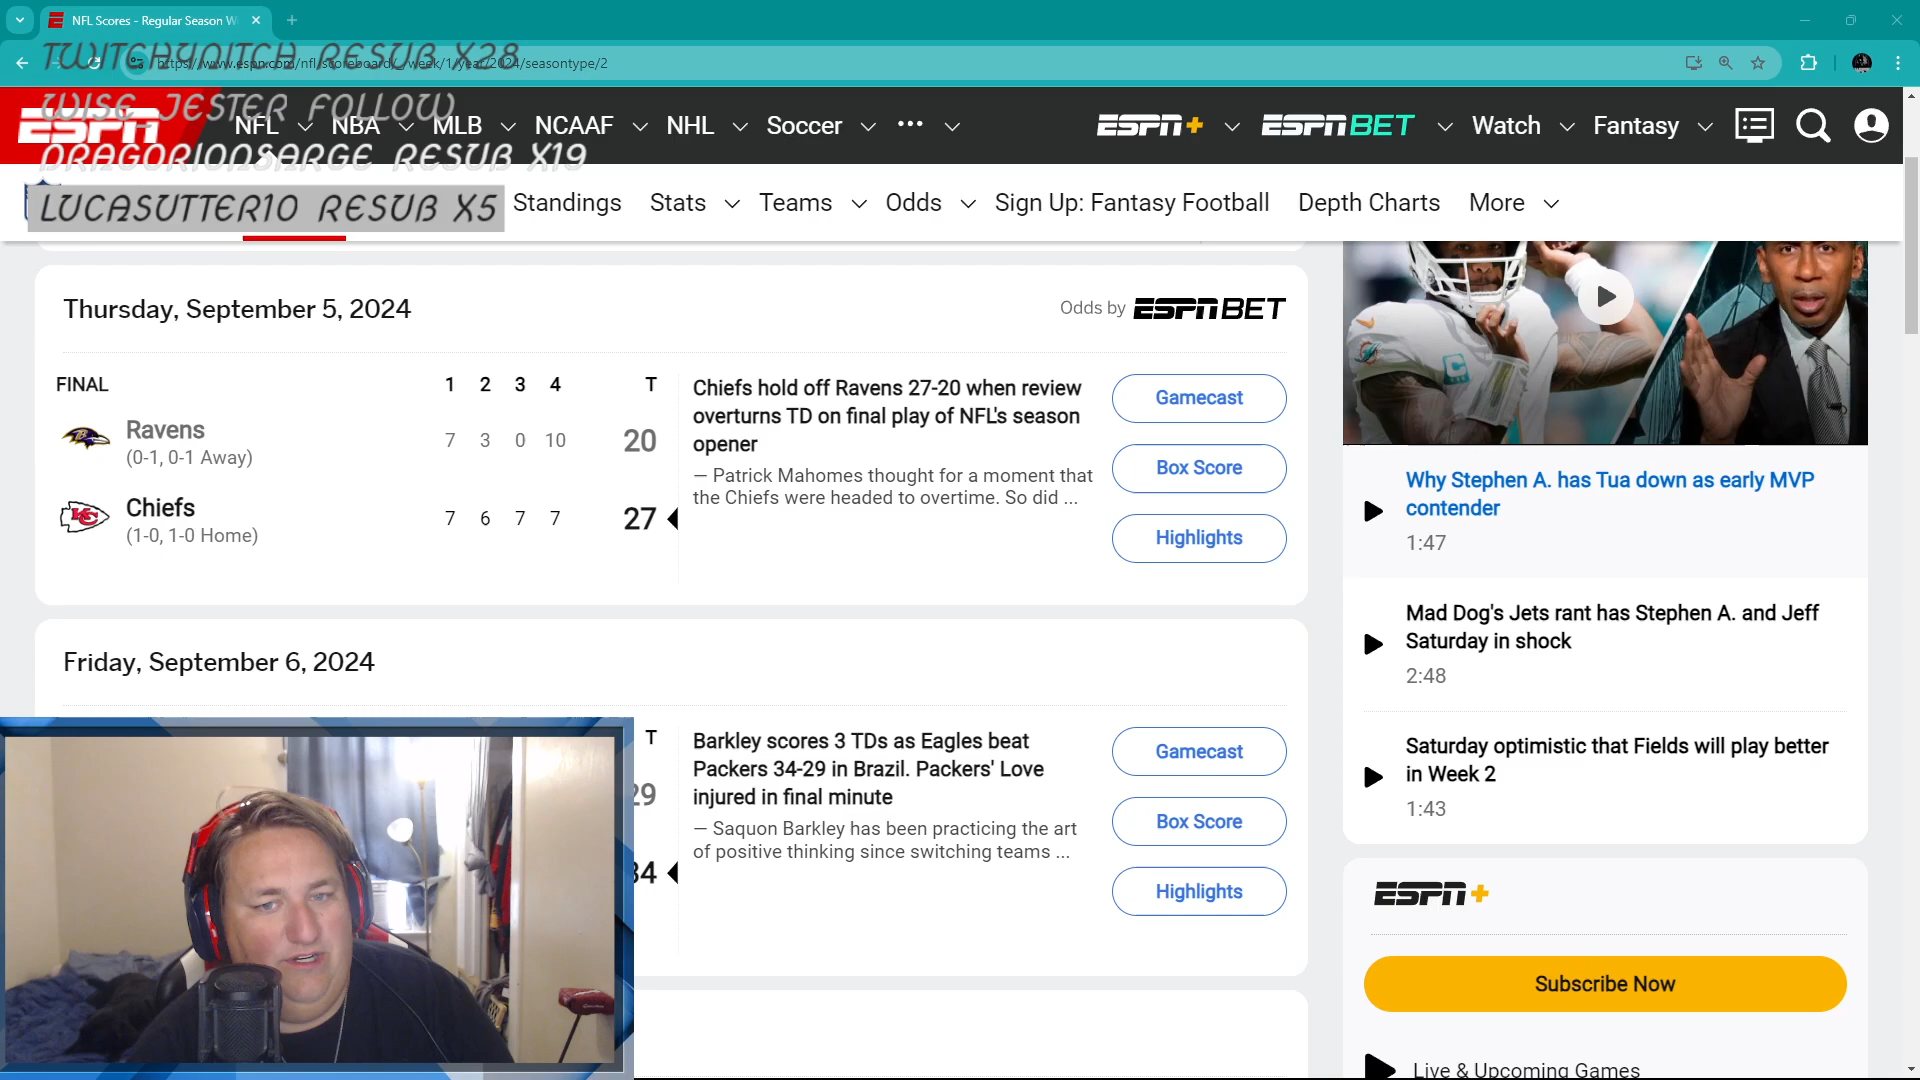 NFL Scores - Regular Season W
https://www.espn.com/nfl/scoreboard/_/week/1/year/2024/seasontype/2
TWITCHYNITCH RESUB X28
WISE_JESTER FOLLOW
DRAGORIONSARGE RESUB X19
LUCASUTTER10 RESUB X5
ESPN NFL NBA MLB NCAAF NHL Soccer ••• ESPN+ ESPN BET Watch Fantasy
Standings Stats Teams Odds Sign Up: Fantasy Football Depth Charts More
Thursday, September 5, 2024
Odds by ESPN BET
FINAL 1 2 3 4 T
Ravens 7 3 0 10 20
(0-1, 0-1 Away)
Chiefs 7 6 7 7 27
(1-0, 1-0 Home)
Chiefs hold off Ravens 27-20 when review
overturns TD on final play of NFL's season
opener
— Patrick Mahomes thought for a moment that
the Chiefs were headed to overtime. So did ...
Gamecast
Box Score
Highlights
Friday, September 6, 2024
T
29
34
Barkley scores 3 TDs as Eagles beat
Packers 34-29 in Brazil. Packers' Love
injured in final minute
— Saquon Barkley has been practicing the art
of positive thinking since switching teams ...
Gamecast
Box Score
Highlights
Why Stephen A. has Tua down as early MVP
contender
1:47
Mad Dog's Jets rant has Stephen A. and Jeff
Saturday in shock
2:48
Saturday optimistic that Fields will play better
in Week 2
1:43
ESPN+
Subscribe Now
Live & Upcoming Games